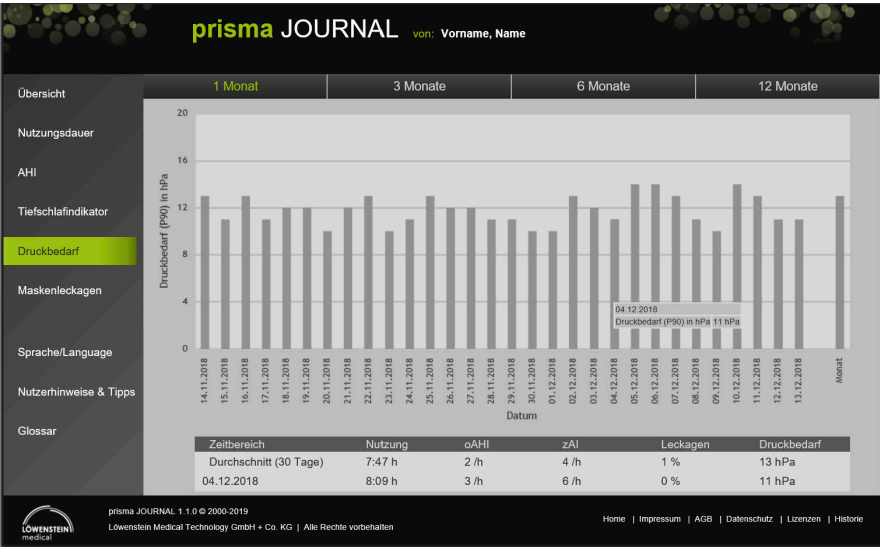 prisma JOURNAL von: Vorname, Name
1 Monat 3 Monate 6 Monate 12 Monate
Übersicht
Nutzungsdauer
AHI
Tiefschlafindikator
Druckbedarf
Maskenleckagen
Sprache/Language
Nutzerhinweise & Tipps
Glossar
Druckbedarf (P90) in hPa
20
16
12
8
4
0
04.12.2018
Druckbedarf (P90) in hPa 11 hPa
14.11.2018
15.11.2018
16.11.2018
17.11.2018
18.11.2018
19.11.2018
20.11.2018
21.11.2018
22.11.2018
23.11.2018
24.11.2018
25.11.2018
26.11.2018
27.11.2018
28.11.2018
29.11.2018
30.11.2018
01.12.2018
02.12.2018
03.12.2018
04.12.2018
05.12.2018
06.12.2018
07.12.2018
08.12.2018
09.12.2018
10.12.2018
11.12.2018
12.12.2018
13.12.2018
Monat
Datum
Zeitbereich Nutzung oAHI zAI Leckagen Druckbedarf
Durchschnitt (30 Tage) 7:47 h 2 /h 4 /h 1 % 13 hPa
04.12.2018 8:09 h 3 /h 6 /h 0 % 11 hPa
LÖWENSTEIN
medical
prisma JOURNAL 1.1.0 © 2000-2019
Löwenstein Medical Technology GmbH + Co. KG | Alle Rechte vorbehalten
Home | Impressum | AGB | Datenschutz | Lizenzen | Historie